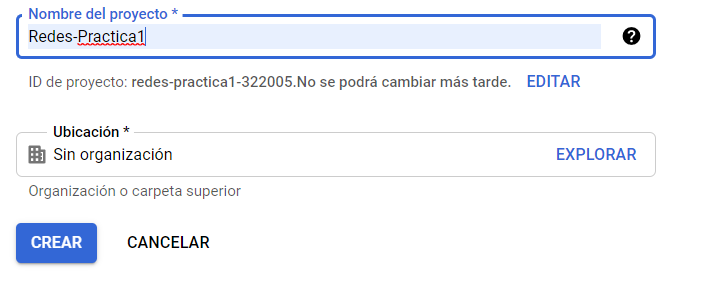 Nombre del proyecto *
Redes-Practica1
ID de proyecto: redes-practica1-322005.No se podrá cambiar más tarde. EDITAR
Ubicación *
Sin organización EXPLORAR
Organización o carpeta superior
CREAR CANCELAR